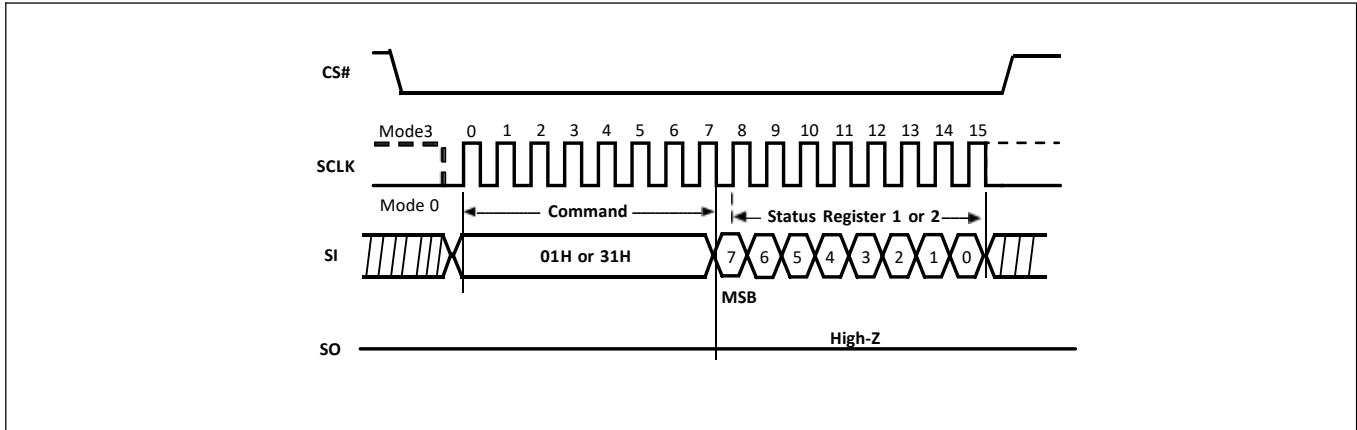 CS#
Mode3 0 1 2 3 4 5 6 7 8 9 10 11 12 13 14 15
SCLK
Mode 0 Command Status Register 1 or 2
SI 01H or 31H 7 6 5 4 3 2 1 0
MSB
High-Z
SO